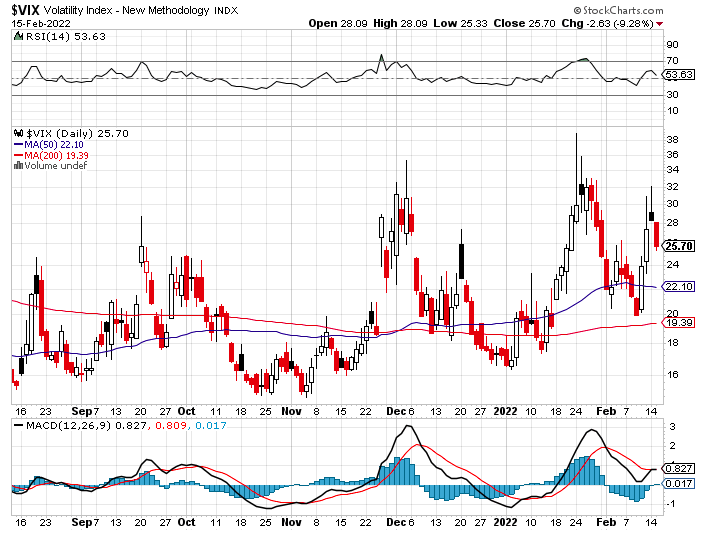 $VIX Volatility Index - New Methodology INDX © StockCharts.com
15-Feb-2022 Open 28.09 High 28.09 Low 25.33 Close 25.70 Chg -2.63 (-9.28%)
RSI(14) 53.63
90
70
53.63
50
30
10
$VIX (Daily) 25.70
MA(50) 22.10
MA(200) 19.39
Volume undef
38
36
34
32
30
28
25.70
24
22.10
20
19.39
18
16
16 23 Sep 7 13 20 27 Oct 11 18 25 Nov 8 15 22 Dec 6 13 20 27 2022 10 18 24 Feb 7 14
MACD(12,26,9) 0.827, 0.809, 0.017
3
2
0.827
0.017
-1
16 23 Sep 7 13 20 27 Oct 11 18 25 Nov 8 15 22 Dec 6 13 20 27 2022 10 18 24 Feb 7 14